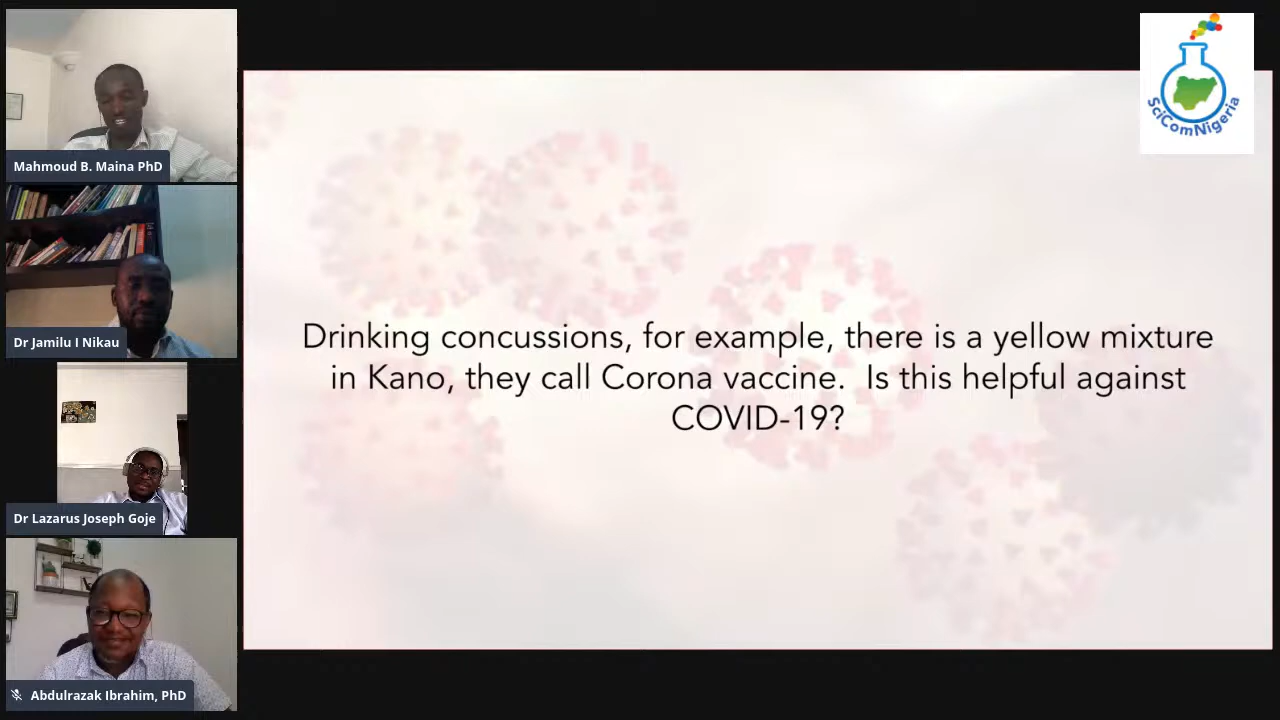 Mahmoud B. Maina PhD
Dr Jamilu I Nikau
Dr Lazarus Joseph Goje
Abdulrazak Ibrahim, PhD
Drinking concussions, for example, there is a yellow mixture
in Kano, they call Corona vaccine.  Is this helpful against
COVID-19?
SciComNigeria